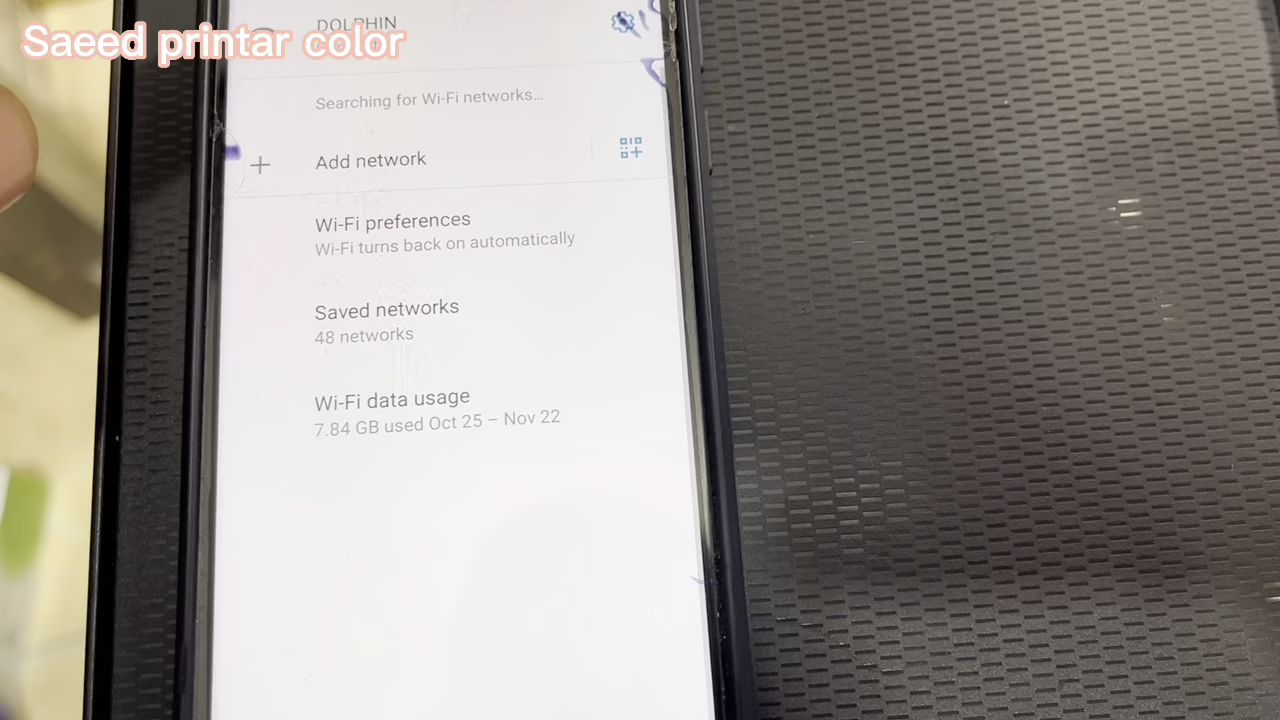 Saeed printar color
DOLPHIN
Searching for Wi-Fi networks…
Add network
Wi-Fi preferences
Wi-Fi turns back on automatically
Saved networks
48 networks
Wi-Fi data usage
7.84 GB used Oct 25 – Nov 22